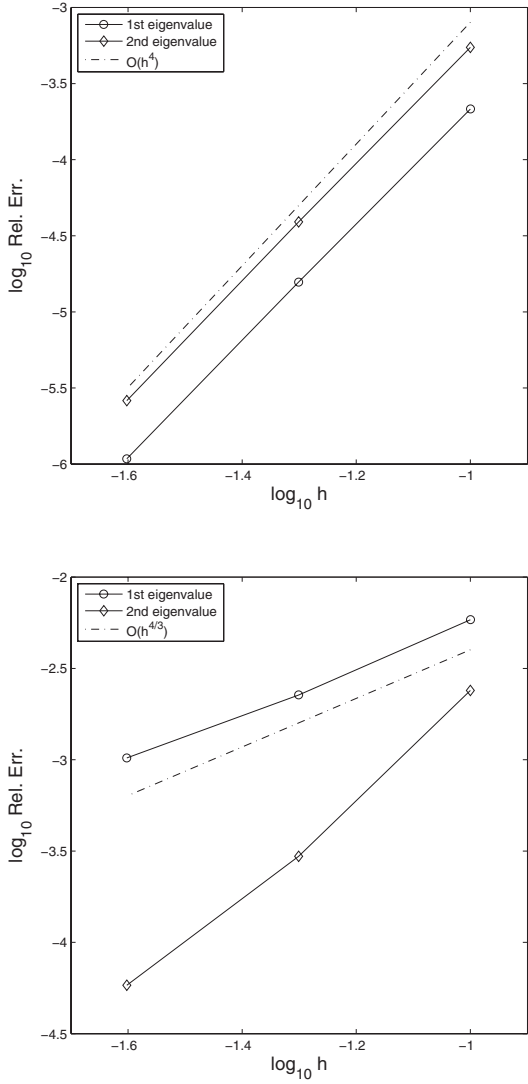 -3
1st eigenvalue
2nd eigenvalue
O(h^4)
-3.5
-4
-4.5
-5
-5.5
-6
log10 Rel. Err.
-1.6 -1.4 -1.2 -1
log10 h
-2
1st eigenvalue
2nd eigenvalue
O(h^4/3)
-2.5
-3
-3.5
-4
-4.5
log10 Rel. Err.
-1.6 -1.4 -1.2 -1
log10 h